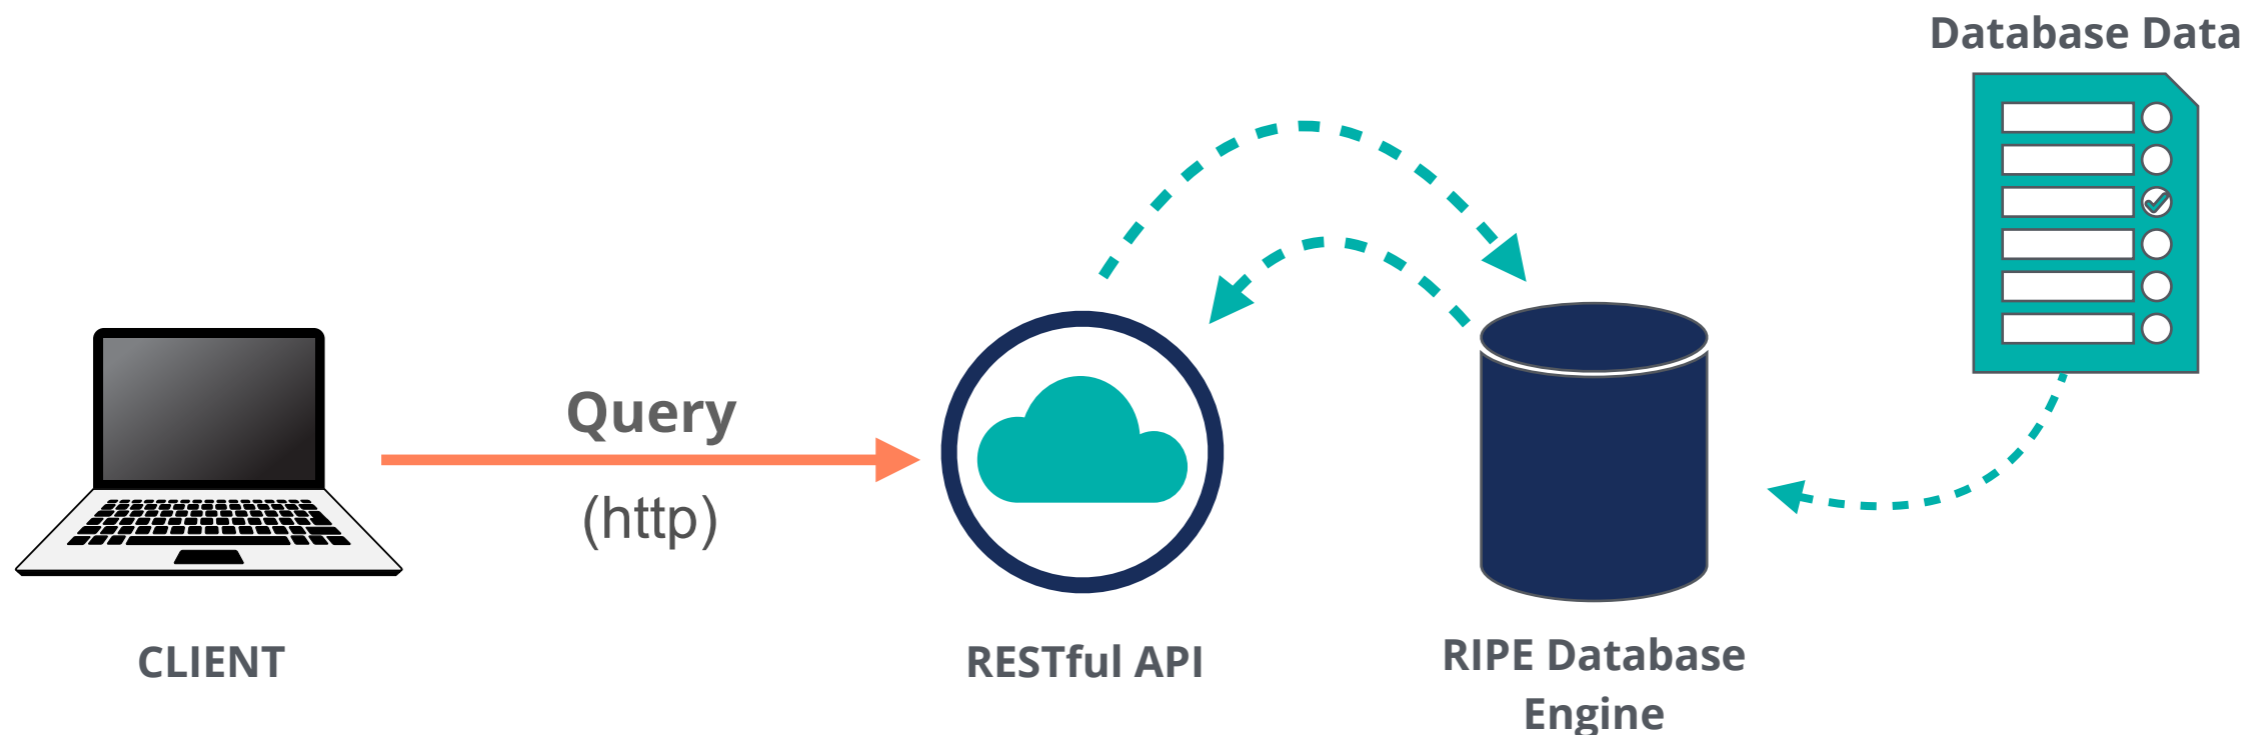 Database Data
Query
(http)
CLIENT
RESTful API
RIPE Database
Engine